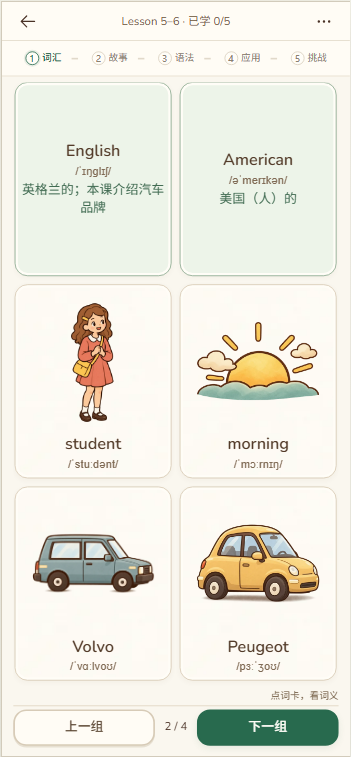 Lesson 5-6 · 已学 0/5
1 词汇 – 2 故事 – 3 语法 – 4 应用 – 5 挑战
English
/ˈɪŋɡlɪʃ/
英格兰的；本课介绍汽车
品牌
American
/əˈmerɪkən/
美国（人）的
student
/ˈstuːdənt/
morning
/ˈmɔːrnɪŋ/
Volvo
/ˈvɑːlvoʊ/
Peugeot
/pɜːˈʒoʊ/
点词卡，看词义
上一组
2 / 4
下一组